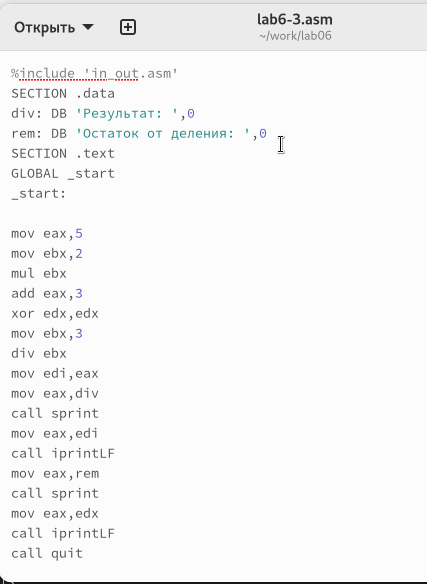 Открыть
lab6-3.asm
~/work/lab06
%include 'in_out.asm'
SECTION .data
div: DB 'Результат: ',0
rem: DB 'Остаток от деления: ',0
SECTION .text
GLOBAL _start
_start:
mov eax,5
mov ebx,2
mul ebx
add eax,3
xor edx,edx
mov ebx,3
div ebx
mov edi,eax
mov eax,div
call sprint
mov eax,edi
call iprintLF
mov eax,rem
call sprint
mov eax,edx
call iprintLF
call quit